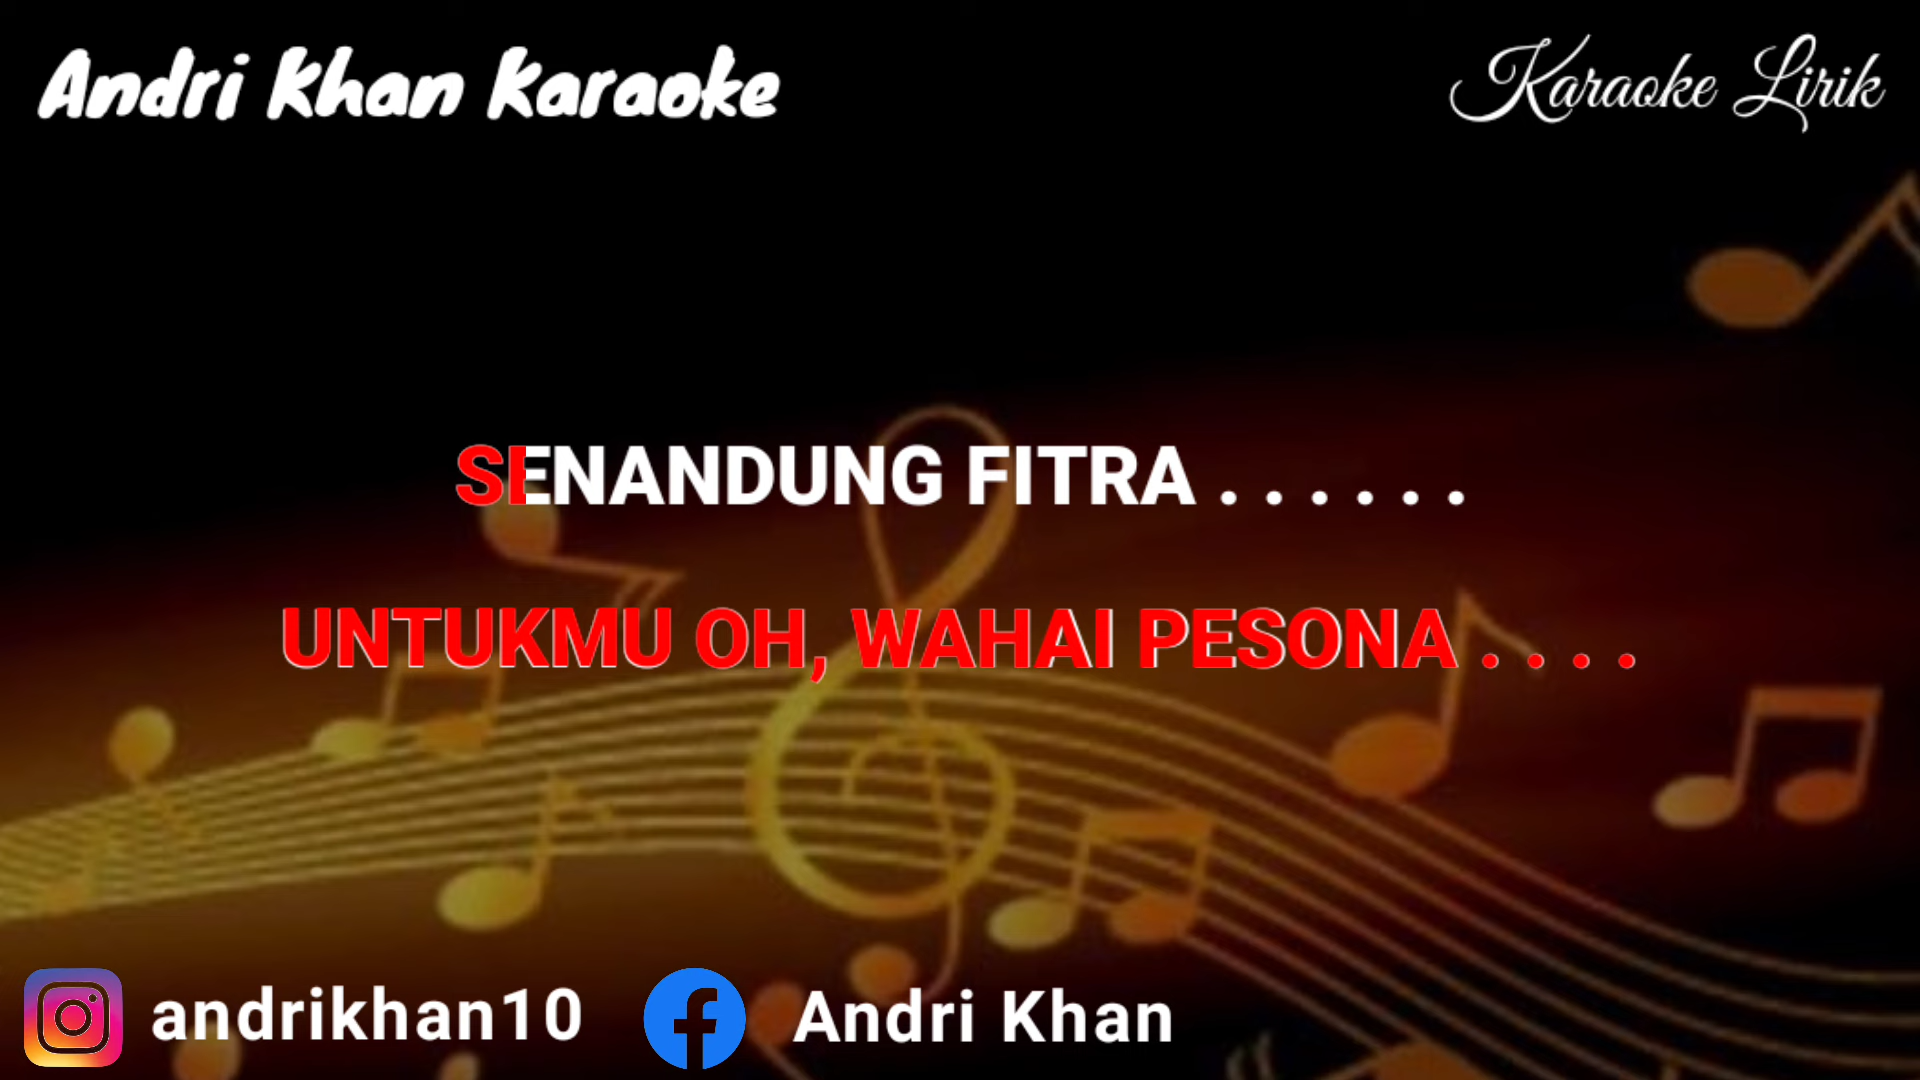 Andri Khan Karaoke
Karaoke Lirik
SENANDUNG FITRA . . . . . .
UNTUKMU OH, WAHAI PESONA . . . .
andrikhan10
Andri Khan